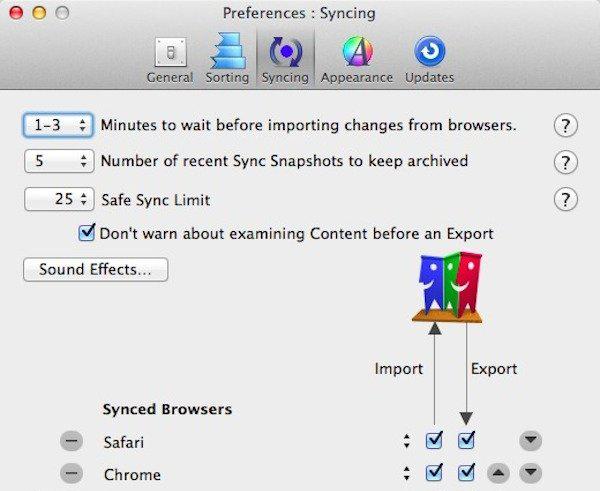 Preferences : Syncing
General Sorting Syncing Appearance Updates
1-3 Minutes to wait before importing changes from browsers. ?
5 Number of recent Sync Snapshots to keep archived ?
25 Safe Sync Limit ?
Don't warn about examining Content before an Export
Sound Effects...
Import Export
Synced Browsers
Safari
Chrome